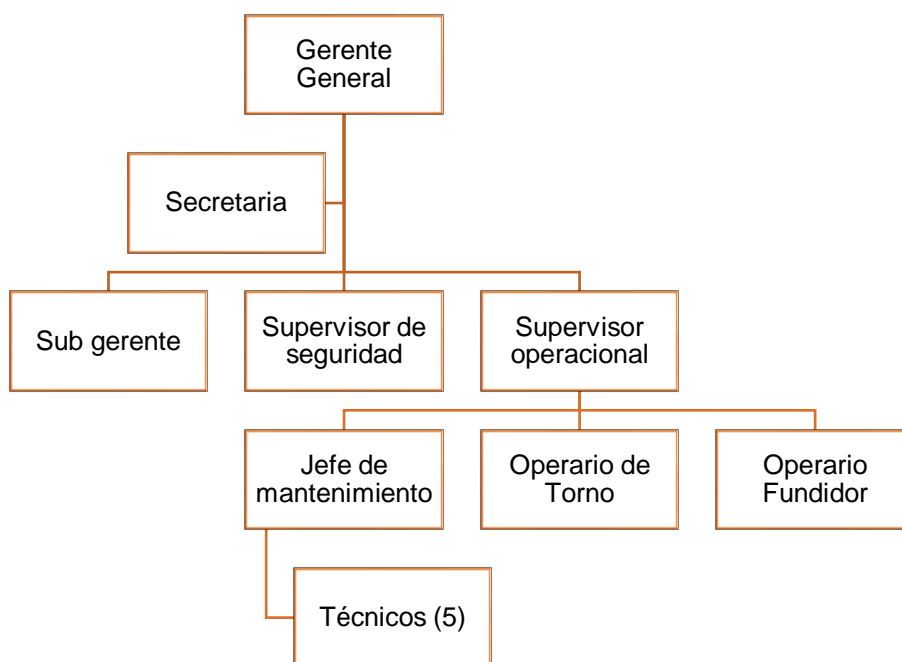 Gerente
General
Secretaria
Sub gerente
Supervisor de
seguridad
Supervisor
operacional
Jefe de
mantenimiento
Operario de
Torno
Operario
Fundidor
Técnicos (5)